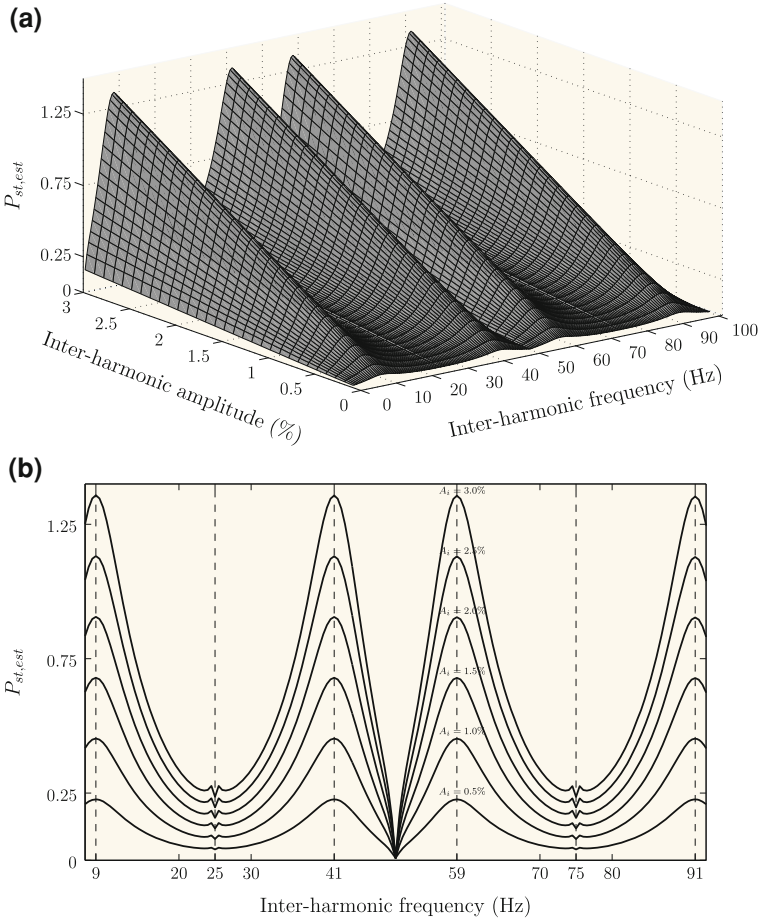 (a)
1.25
0.75
0.25
0
P_{st,est}
3
2.5
2
1.5
1
0.5
0
Inter-harmonic amplitude (%)
0
10
20
30
40
50
60
70
80
90
100
Inter-harmonic frequency (Hz)
(b)
1.25
0.75
0.25
0
P_{st,est}
A_i = 3.0%
A_i = 2.5%
A_i = 2.0%
A_i = 1.5%
A_i = 1.0%
A_i = 0.5%
9 20 25 30 41 59 70 75 80 91
Inter-harmonic frequency (Hz)